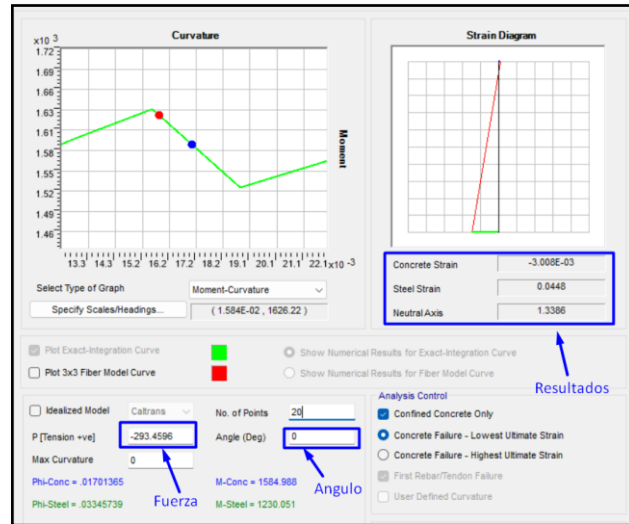 Curvature
Strain Diagram
x10 3
1.72
1.69
1.66
1.63
1.61
1.58
1.55
1.52
1.49
1.46
Moment
13.3 14.3 15.2 16.2 17.2 18.2 19.1 20.1 21.1 22.1 x10 -3
Select Type of Graph
Moment-Curvature
Specify Scales/Headings...
( 1.584E-02 , 1626.22 )
Concrete Strain
-3.008E-03
Steel Strain
0.0448
Neutral Axis
1.3386
Resultados
Plot Exact-Integration Curve
Show Numerical Results for Exact-Integration Curve
Plot 3x3 Fiber Model Curve
Show Numerical Results for Fiber Model Curve
Idealized Model
Caltrans
No. of Points
20
P [Tension +ve]
-293.4596
Angle (Deg)
0
Max Curvature
0
Phi-Conc = .01701365
M-Conc = 1584.988
Phi-Steel = .03345739
M-Steel = 1230.051
Fuerza
Angulo
Analysis Control
Confined Concrete Only
Concrete Failure - Lowest Ultimate Strain
Concrete Failure - Highest Ultimate Strain
First Rebar/Tendon Failure
User Defined Curvature